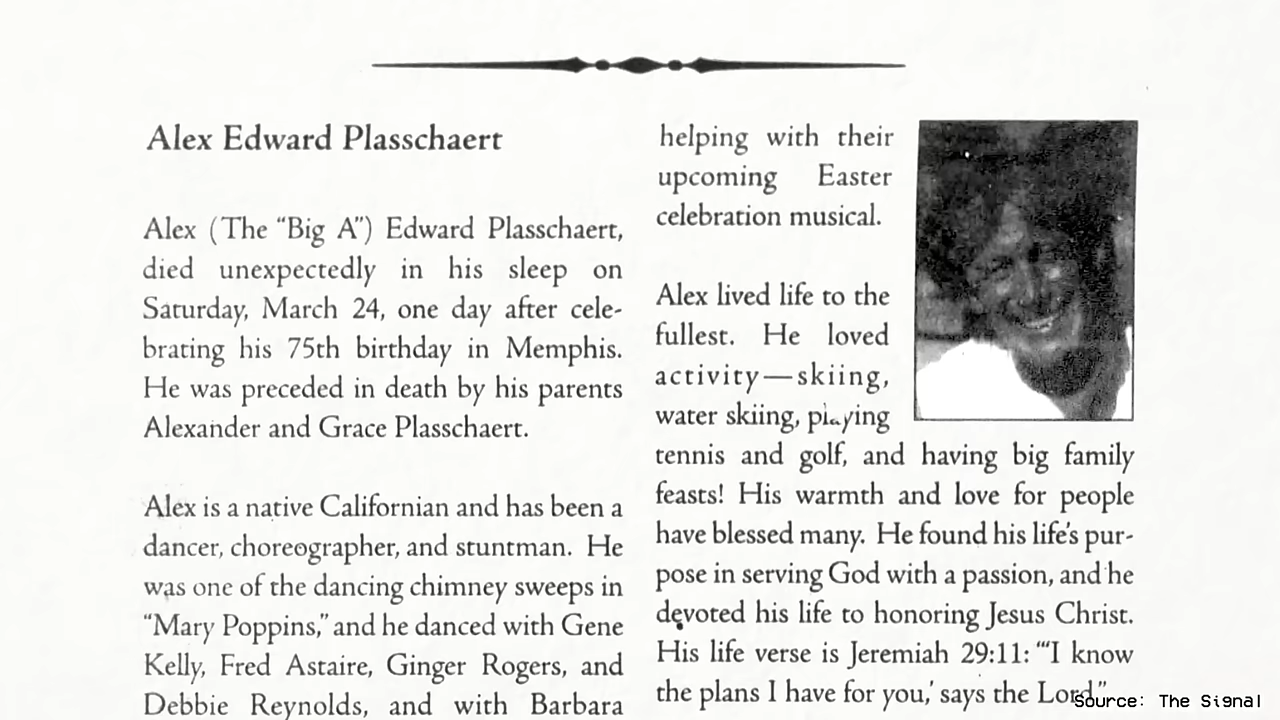 Alex Edward Plasschaert
Alex (The “Big A”) Edward Plasschaert,
died unexpectedly in his sleep on
Saturday, March 24, one day after cele-
brating his 75th birthday in Memphis.
He was preceded in death by his parents
Alexander and Grace Plasschaert.
Alex is a native Californian and has been a
dancer, choreographer, and stuntman. He
was one of the dancing chimney sweeps in
“Mary Poppins,” and he danced with Gene
Kelly, Fred Astaire, Ginger Rogers, and
Debbie Reynolds, and with Barbara
helping with their
upcoming Easter
celebration musical.
Alex lived life to the
fullest. He loved
activity—skiing,
water skiing, playing
tennis and golf, and having big family
feasts! His warmth and love for people
have blessed many. He found his life’s pur-
pose in serving God with a passion, and he
devoted his life to honoring Jesus Christ.
His life verse is Jeremiah 29:11: “‘I know
the plans I have for you,’ says the Lord”
Source: The Signal